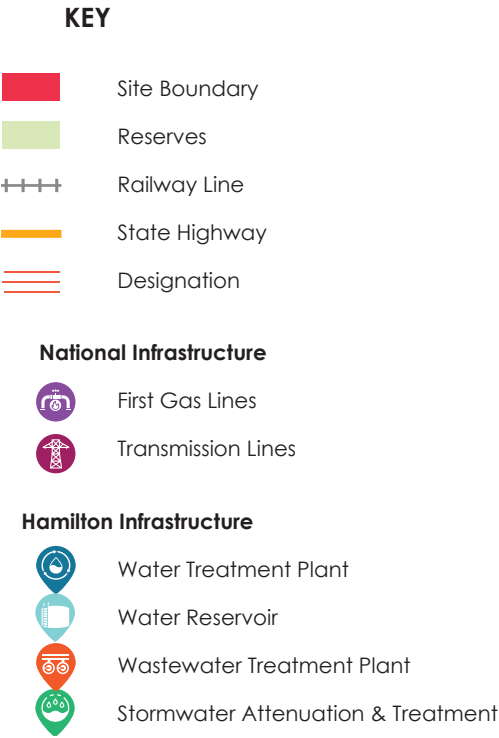 KEY
Site Boundary
Reserves
Railway Line
State Highway
Designation
National Infrastructure
First Gas Lines
Transmission Lines
Hamilton Infrastructure
Water Treatment Plant
Water Reservoir
Wastewater Treatment Plant
Stormwater Attenuation & Treatment